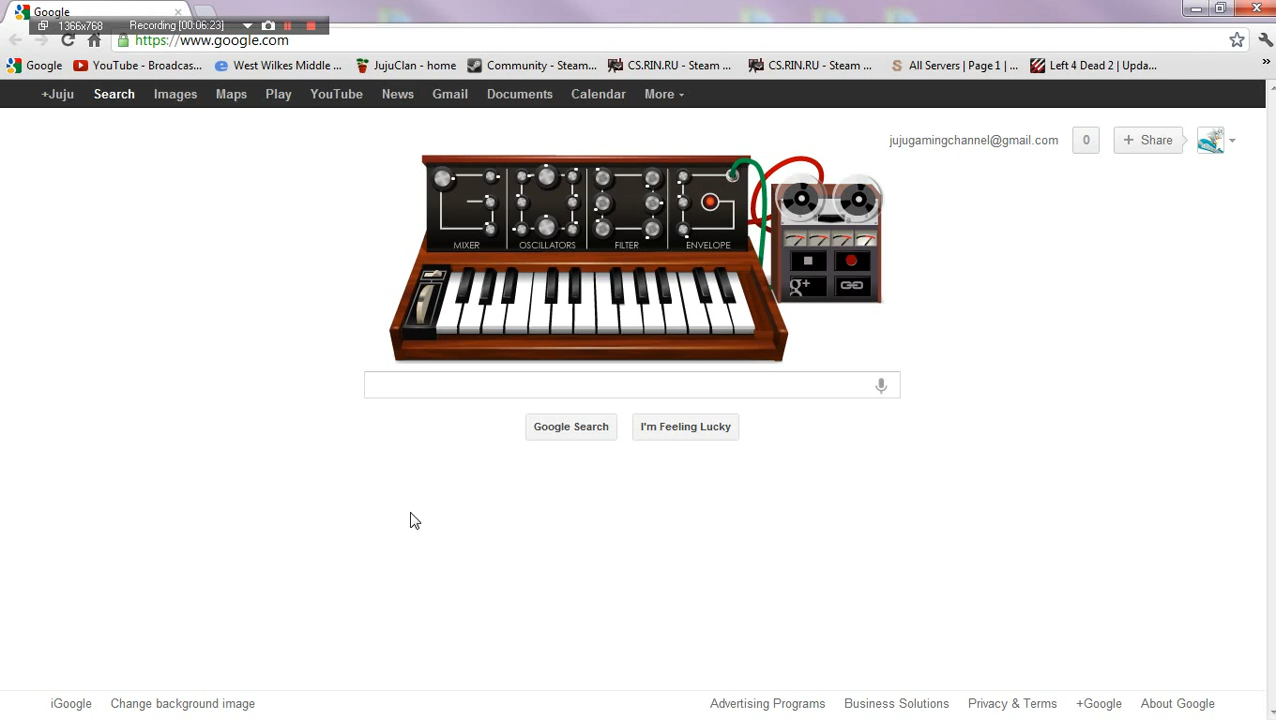 Google
1366x768 Recording [00:06:23]
https://www.google.com
Google YouTube - Broadcas... West Wilkes Middle ... JujuClan - home Community - Steam... CS.RIN.RU - Steam ... CS.RIN.RU - Steam ... All Servers | Page 1 | ... Left 4 Dead 2 | Upda... »
+Juju Search Images Maps Play YouTube News Gmail Documents Calendar More
jujugamingchannel@gmail.com 0 + Share
MIXER OSCILLATORS FILTER ENVELOPE
g+
Google Search I'm Feeling Lucky
iGoogle Change background image Advertising Programs Business Solutions Privacy & Terms +Google About Google